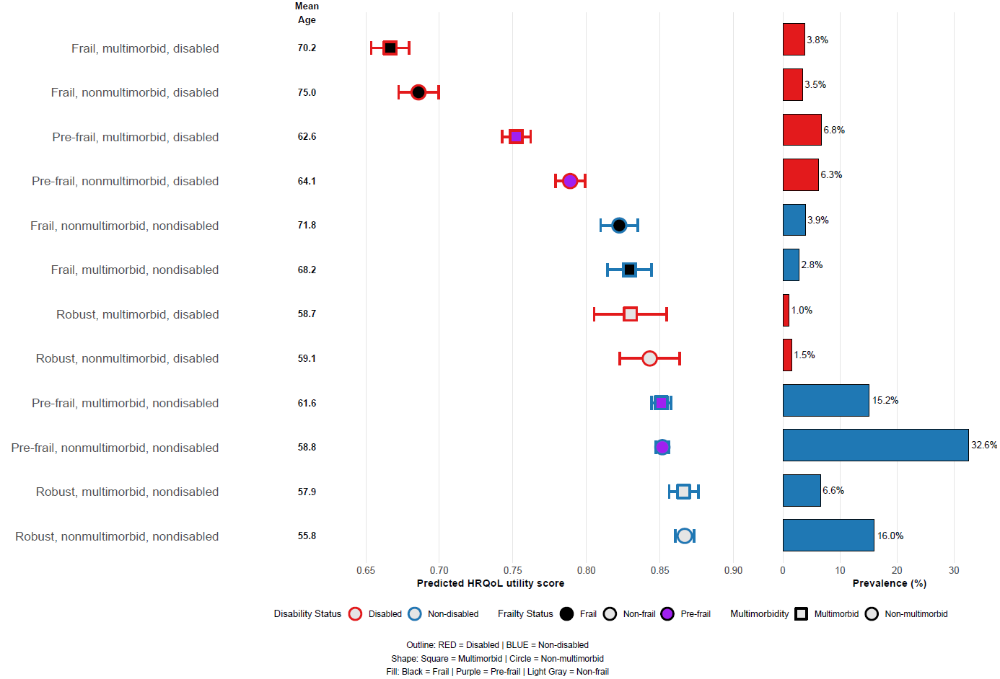 Mean
Age
Frail, multimorbid, disabled 70.2 3.8%
Frail, nonmultimorbid, disabled 75.0 3.5%
Pre-frail, multimorbid, disabled 62.6 6.8%
Pre-frail, nonmultimorbid, disabled 64.1 6.3%
Frail, nonmultimorbid, nondisabled 71.8 3.9%
Frail, multimorbid, nondisabled 68.2 2.8%
Robust, multimorbid, disabled 58.7 1.0%
Robust, nonmultimorbid, disabled 59.1 1.5%
Pre-frail, multimorbid, nondisabled 61.6 15.2%
Pre-frail, nonmultimorbid, nondisabled 58.8 32.6%
Robust, multimorbid, nondisabled 57.9 6.6%
Robust, nonmultimorbid, nondisabled 55.8 16.0%
0.65 0.70 0.75 0.80 0.85 0.90 0 10 20 30
Predicted HRQoL utility score Prevalence (%)
Disability Status Disabled Non-disabled Frailty Status Frail Non-frail Pre-frail Multimorbidity Multimorbid Non-multimorbid
Outline: RED = Disabled | BLUE = Non-disabled
Shape: Square = Multimorbid | Circle = Non-multimorbid
Fill: Black = Frail | Purple = Pre-frail | Light Gray = Non-frail